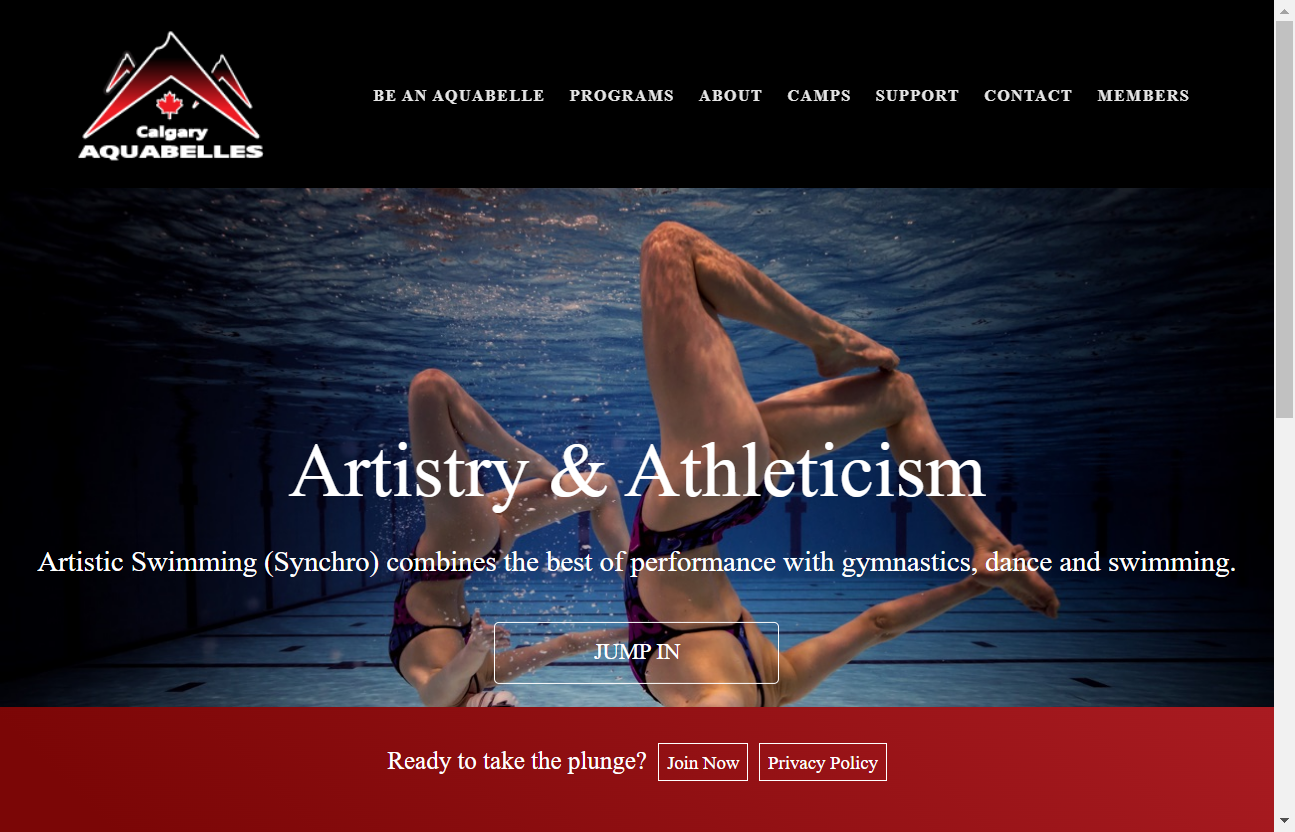 Calgary
AQUABELLES
BE AN AQUABELLE PROGRAMS ABOUT CAMPS SUPPORT CONTACT MEMBERS
Artistry & Athleticism
Artistic Swimming (Synchro) combines the best of performance with gymnastics, dance and swimming.
JUMP IN
Ready to take the plunge? Join Now Privacy Policy